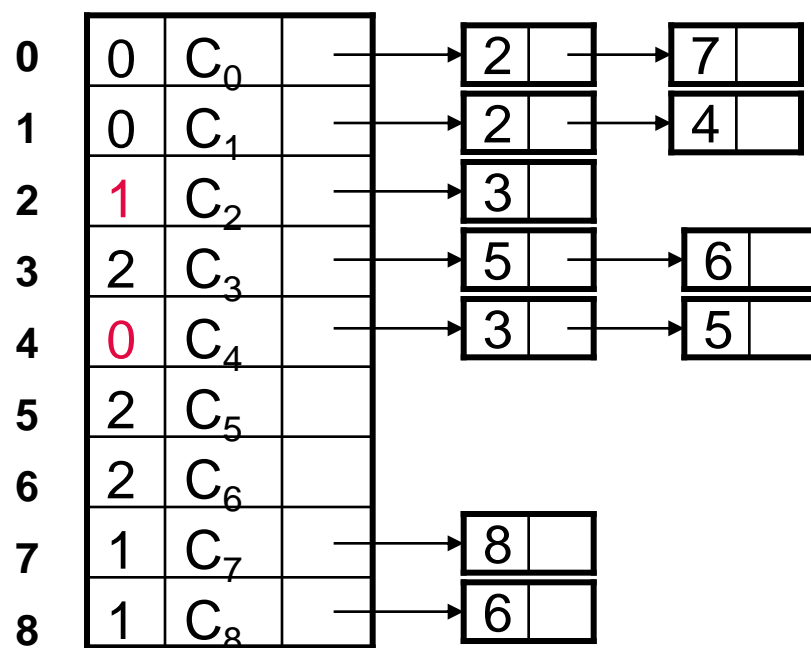 0 0 C₀ 2 7
1 0 C₁ 2 4
2 1 C₂ 3
3 2 C₃ 5 6
4 0 C₄ 3 5
5 2 C₅
6 2 C₆
7 1 C₇ 8
8 1 C₈ 6